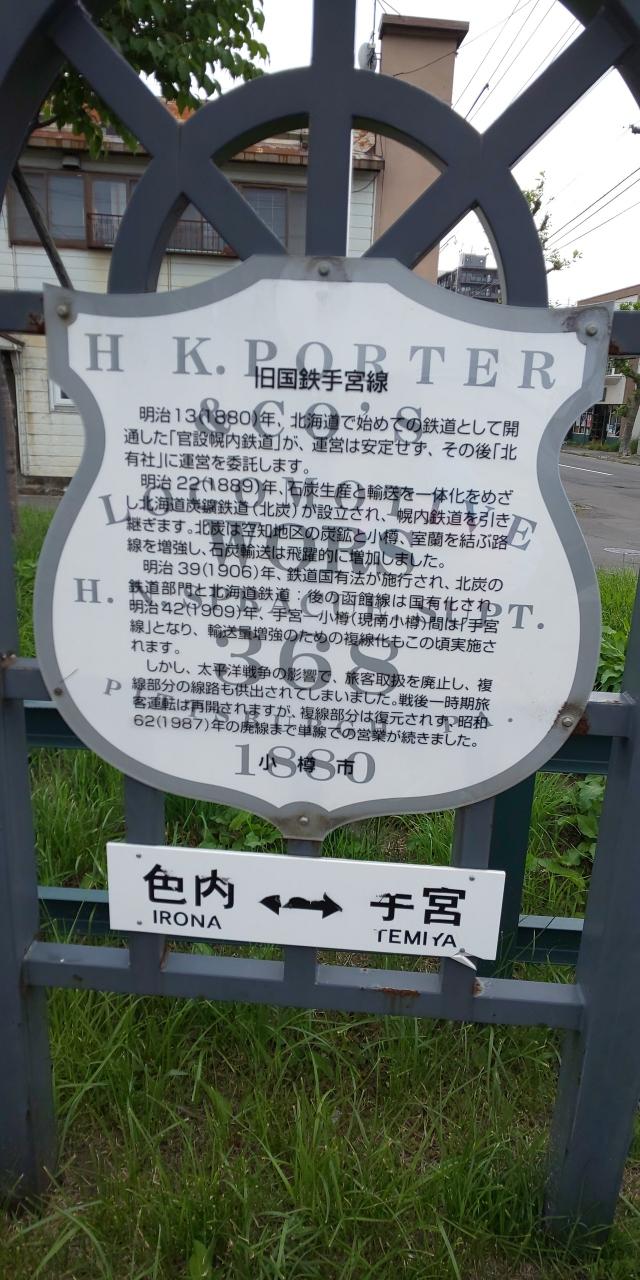 H K. PORTER
& CO'S
LOCOMOTIVE
WORS
368
1880
旧国鉄手宮線
明治13(1880)年，北海道で始めての鉄道として開
通した「官設幌内鉄道」が、運営は安定せず、その後「北
有社」に運営を委託します。
明治22(1889)年，石炭生産と輸送を一体化をめざ
し北海道炭鑛鉄道（北炭）が設立され、幌内鉄道を引き
継ぎます。北炭は空知地区の炭鉱と小樽、室蘭を結ぶ路
線を増強し、石炭輸送は飛躍的に増加しました。
明治39(1906)年、鉄道国有法が施行され、北炭の
鉄道部門と北海道鉄道：後の函館線は国有化され
明治42(1909)年、手宮ー小樽（現南小樽）間は「手宮
線」となり、輸送量増強のための複線化もこの頃実施さ
れます。
しかし、太平洋戦争の影響で、旅客取扱を廃止し、複
線部分の線路も供出されてしまいました。戦後一時期旅
客運転は再開されますが、複線部分は復元されず、昭和
62(1987)年の廃線まで単線での営業が続きました。
小樽市
色内 ⟷ 手宮
IRONA TEMIYA